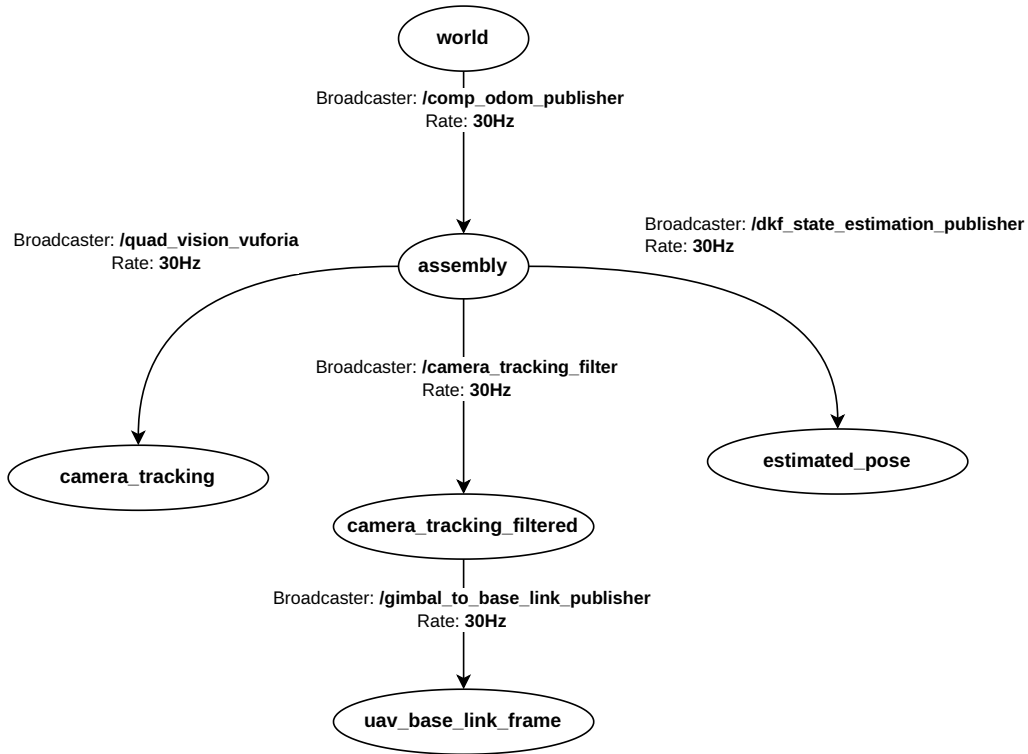 world
Broadcaster: /comp_odom_publisher
Rate: 30Hz
Broadcaster: /quad_vision_vuforia
Rate: 30Hz
assembly
Broadcaster: /dkf_state_estimation_publisher
Rate: 30Hz
Broadcaster: /camera_tracking_filter
Rate: 30Hz
camera_tracking
estimated_pose
camera_tracking_filtered
Broadcaster: /gimbal_to_base_link_publisher
Rate: 30Hz
uav_base_link_frame